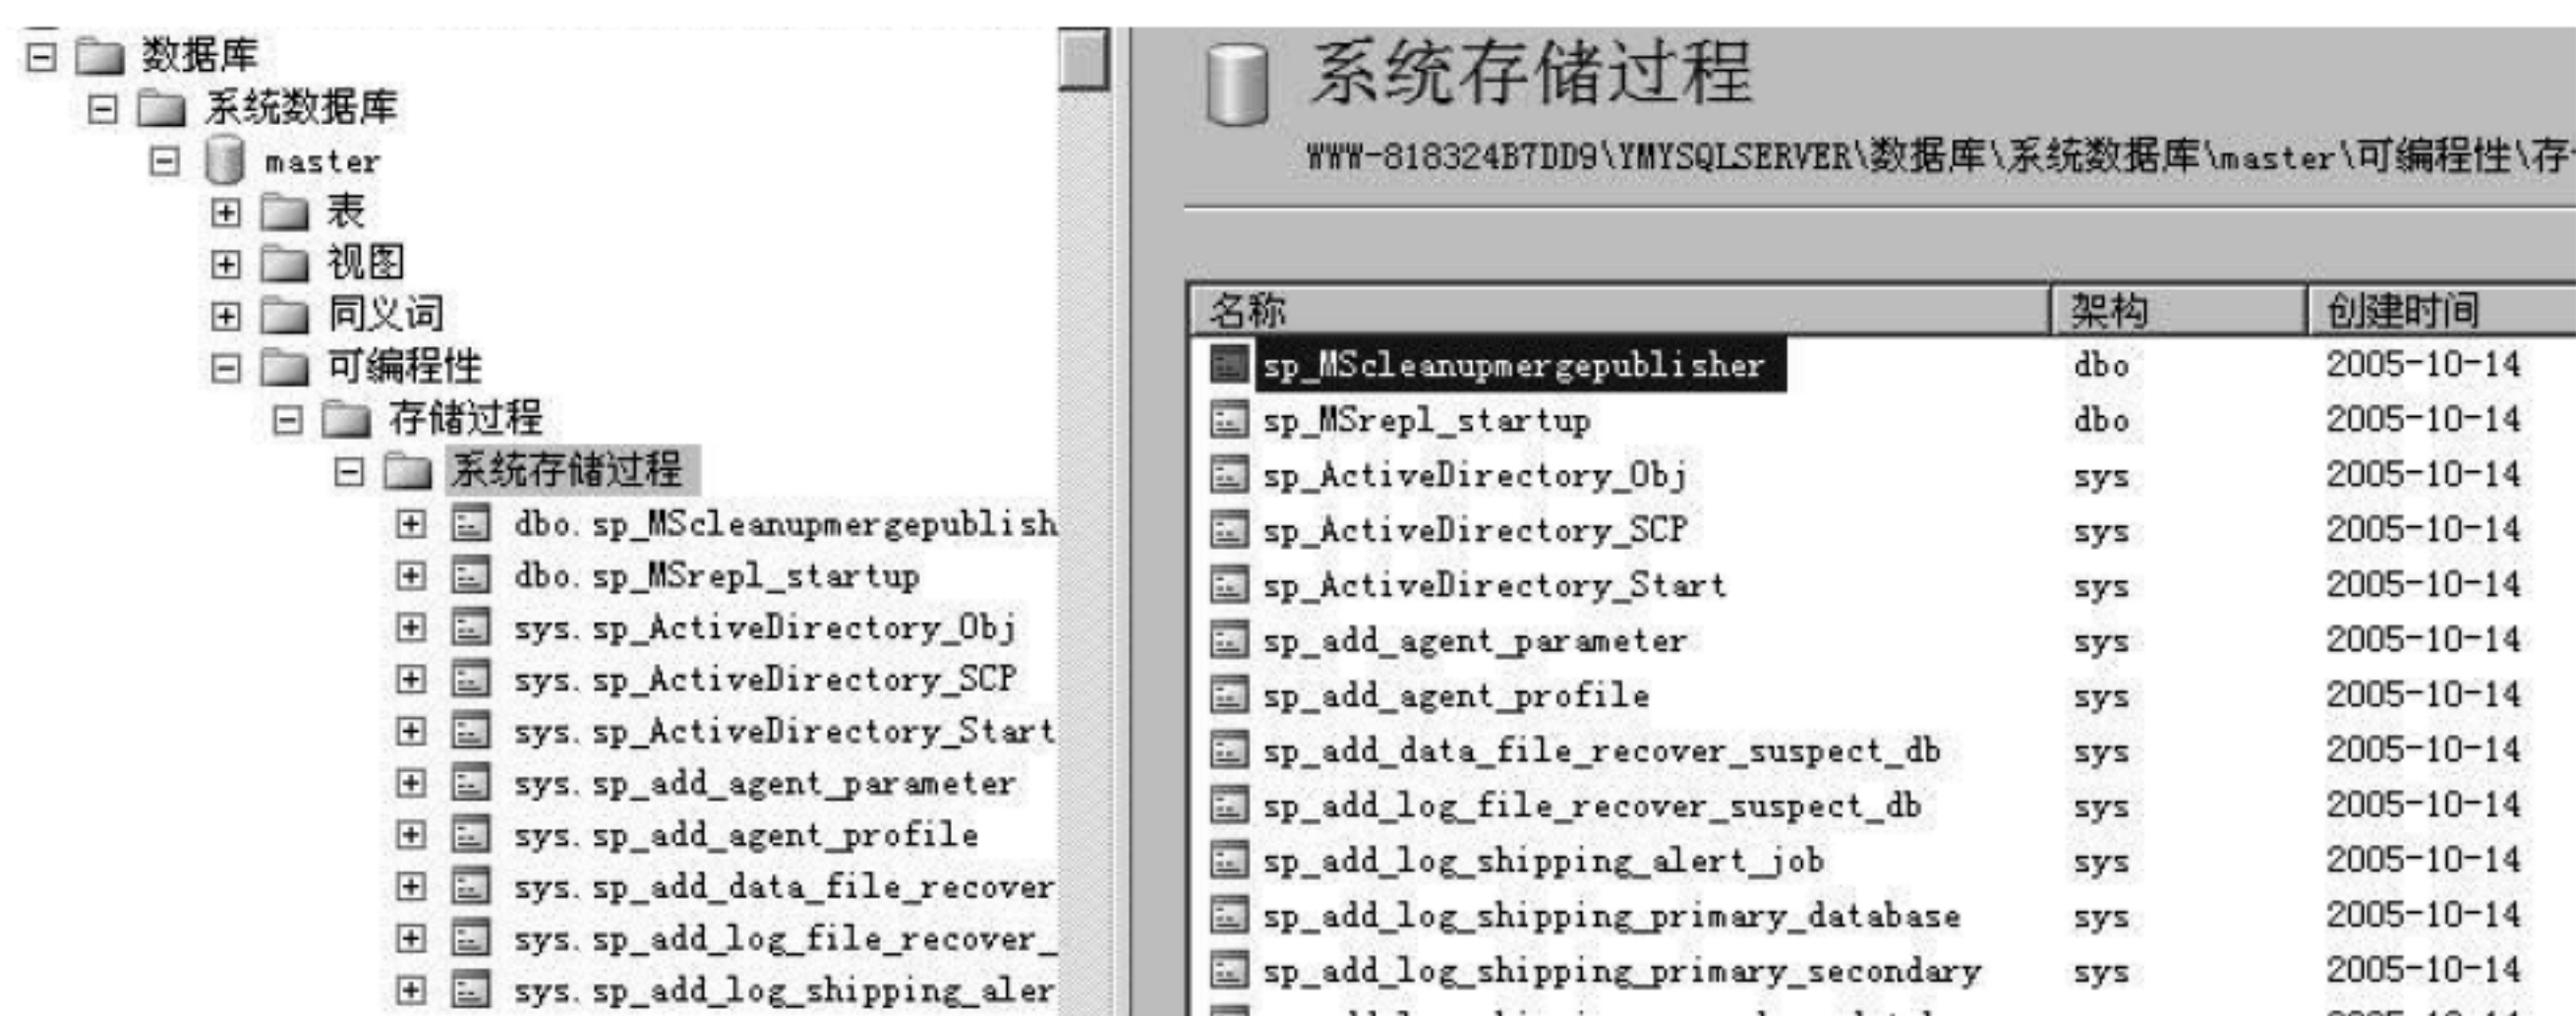 数据库
系统数据库
master
表
视图
同义词
可编程性
存储过程
系统存储过程
dbo.sp_MScleanupmergepublish
dbo.sp_MSrepl_startup
sys.sp_ActiveDirectory_Obj
sys.sp_ActiveDirectory_SCP
sys.sp_ActiveDirectory_Start
sys.sp_add_agent_parameter
sys.sp_add_agent_profile
sys.sp_add_data_file_recover
sys.sp_add_log_file_recover_
sys.sp_add_log_shipping_aler
系统存储过程
WWW-818324B7DD9\YMYSQLSERVER\数据库\系统数据库\master\可编程性\存
名称 架构 创建时间
sp_MScleanupmergepublisher dbo 2005-10-14
sp_MSrepl_startup dbo 2005-10-14
sp_ActiveDirectory_Obj sys 2005-10-14
sp_ActiveDirectory_SCP sys 2005-10-14
sp_ActiveDirectory_Start sys 2005-10-14
sp_add_agent_parameter sys 2005-10-14
sp_add_agent_profile sys 2005-10-14
sp_add_data_file_recover_suspect_db sys 2005-10-14
sp_add_log_file_recover_suspect_db sys 2005-10-14
sp_add_log_shipping_alert_job sys 2005-10-14
sp_add_log_shipping_primary_database sys 2005-10-14
sp_add_log_shipping_primary_secondary sys 2005-10-14